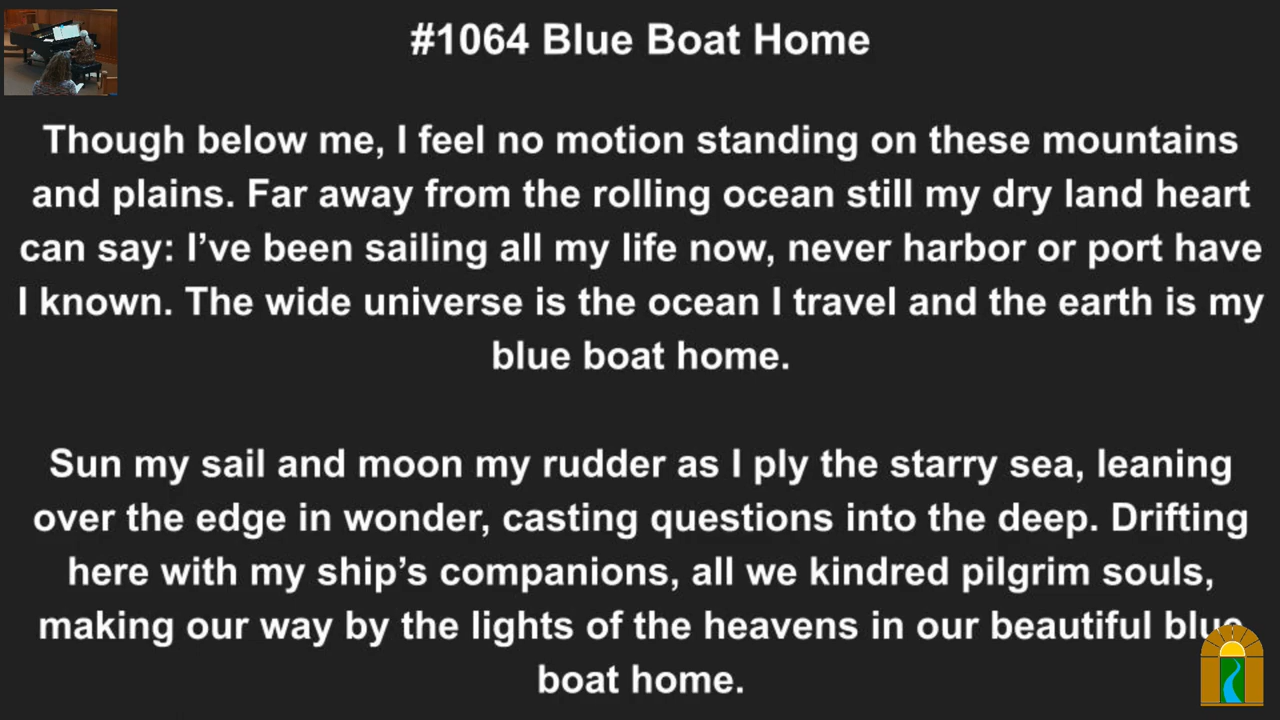 #1064 Blue Boat Home
Though below me, I feel no motion standing on these mountains
and plains. Far away from the rolling ocean still my dry land heart
can say: I’ve been sailing all my life now, never harbor or port have
I known. The wide universe is the ocean I travel and the earth is my
blue boat home.
Sun my sail and moon my rudder as I ply the starry sea, leaning
over the edge in wonder, casting questions into the deep. Drifting
here with my ship’s companions, all we kindred pilgrim souls,
making our way by the lights of the heavens in our beautiful blue
boat home.